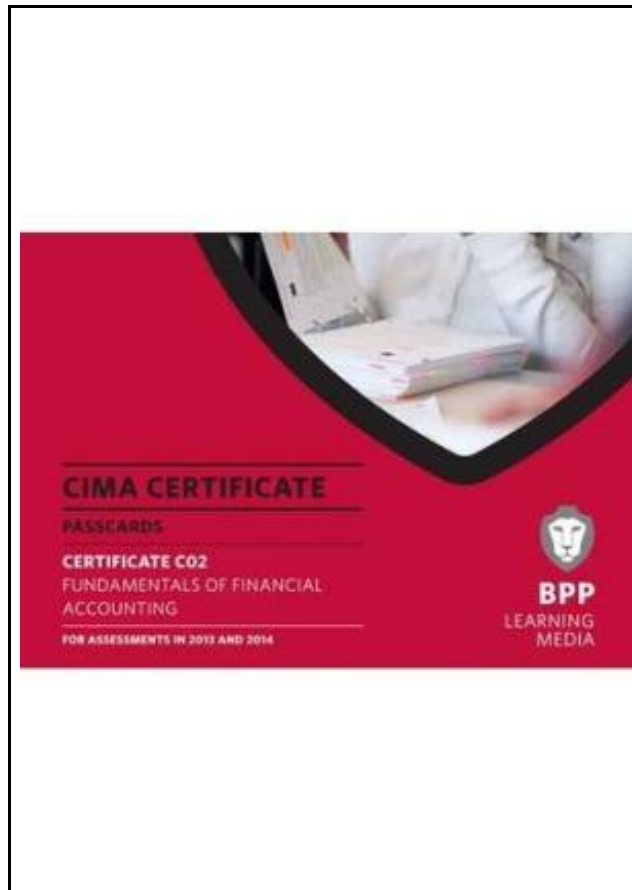 CIMA CERTIFICATE
PASSCARDS
CERTIFICATE C02
FUNDAMENTALS OF FINANCIAL
ACCOUNTING
FOR ASSESSMENTS IN 2013 AND 2014
BPP
LEARNING
MEDIA